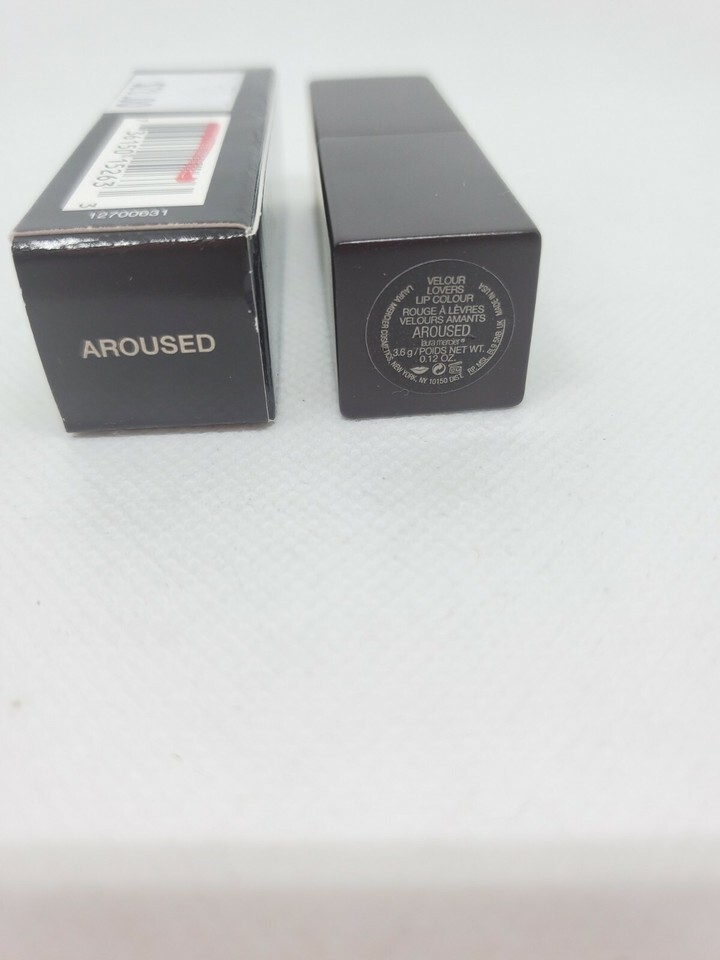 12700631
AROUSED
VELOUR
LOVERS
LIP COLOUR
ROUGE À LÈVRES
VELOURS AMANTS
AROUSED
laura mercier
3.6 g / POIDS NET WT.
0.12 OZ.
LAURA MERCIER COSMETICS, NEW YORK, NY 10150 DIST.
MADE IN USA